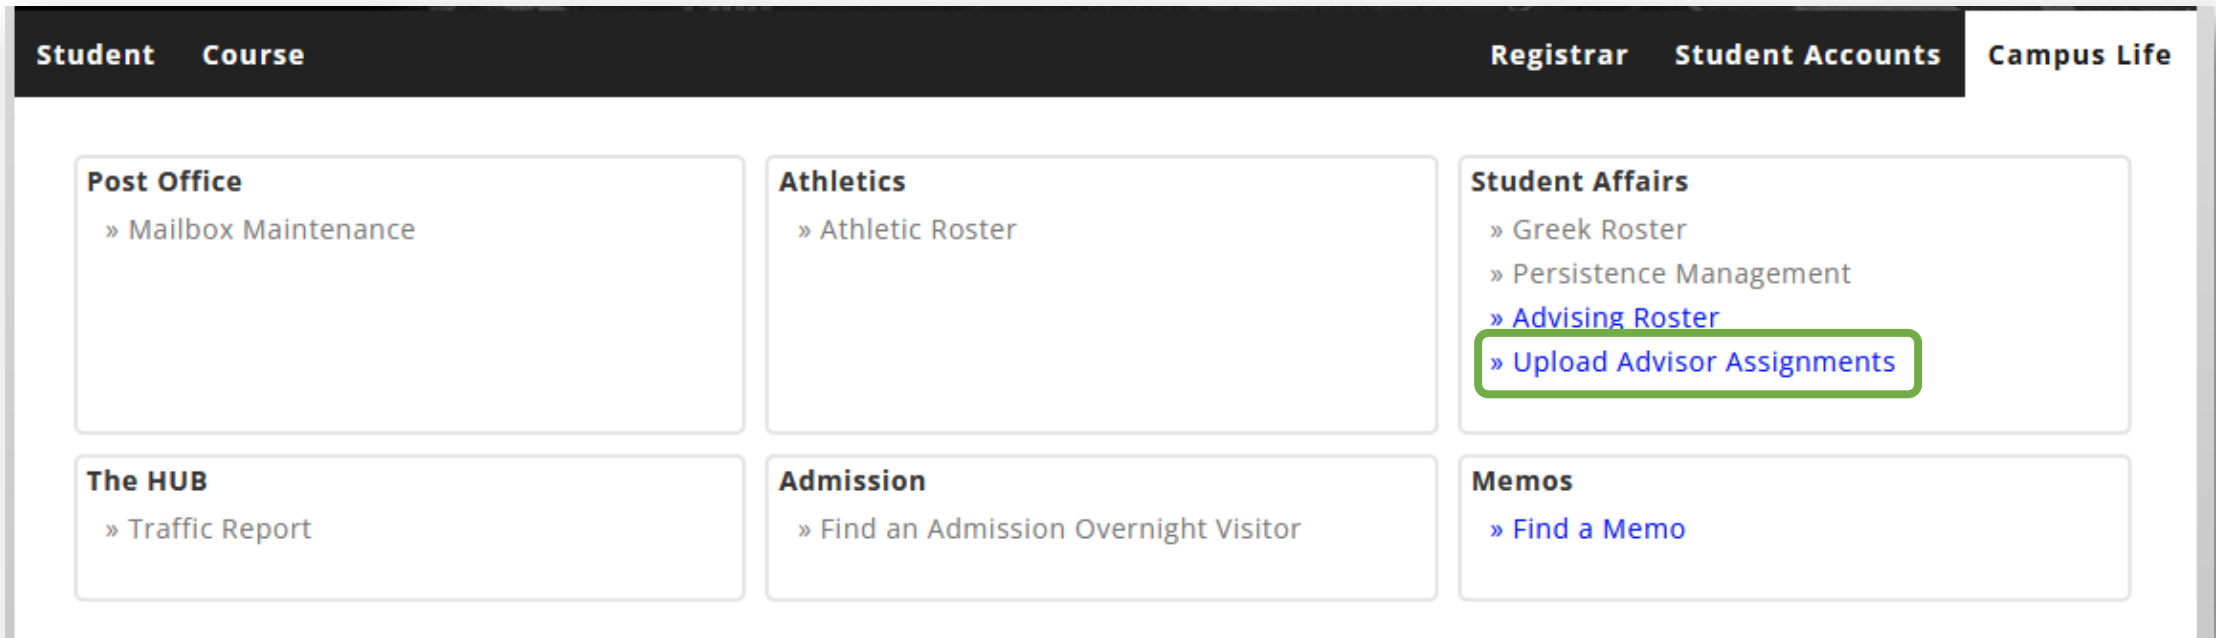 Student Course Registrar Student Accounts Campus Life
Post Office
» Mailbox Maintenance
Athletics
» Athletic Roster
Student Affairs
» Greek Roster
» Persistence Management
» Advising Roster
» Upload Advisor Assignments
The HUB
» Traffic Report
Admission
» Find an Admission Overnight Visitor
Memos
» Find a Memo